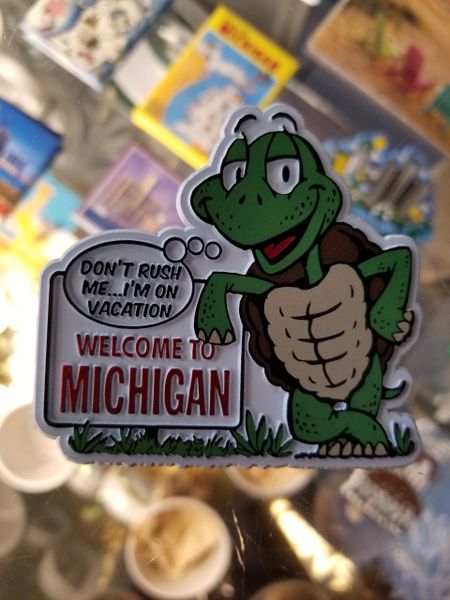 DON'T RUSH
ME...I'M ON
VACATION
WELCOME TO
MICHIGAN